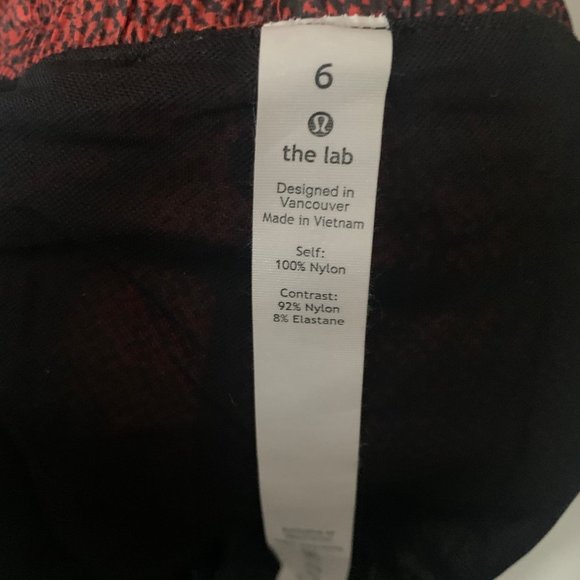 6
the lab
Designed in
Vancouver
Made in Vietnam
Self:
100% Nylon
Contrast:
92% Nylon
8% Elastane